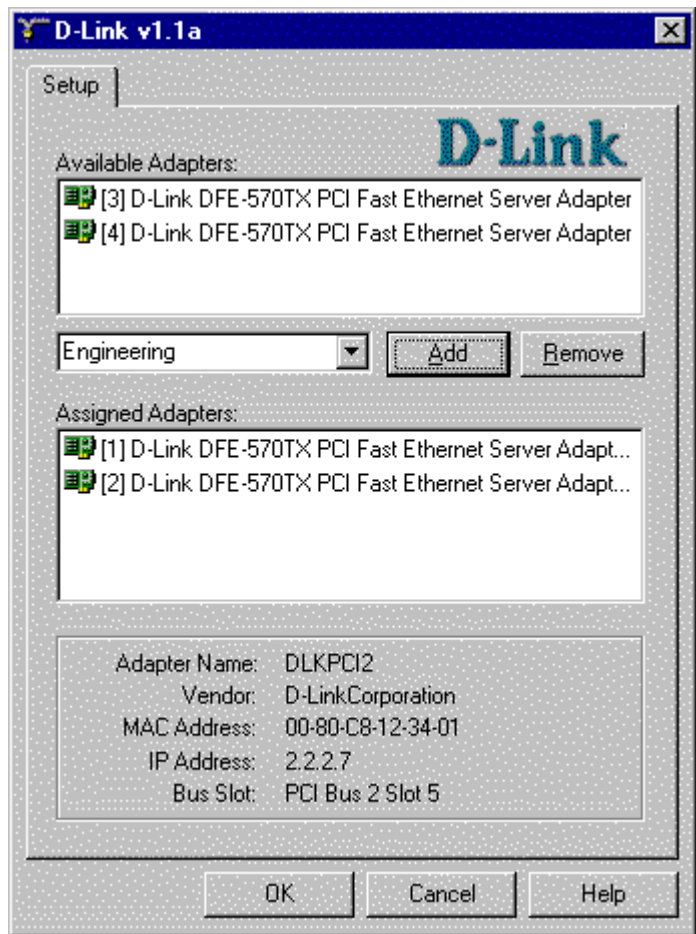 D-Link v1.1a
Setup
D-Link
Available Adapters:
[3] D-Link DFE-570TX PCI Fast Ethernet Server Adapter
[4] D-Link DFE-570TX PCI Fast Ethernet Server Adapter
Engineering Add Remove
Assigned Adapters:
[1] D-Link DFE-570TX PCI Fast Ethernet Server Adapt...
[2] D-Link DFE-570TX PCI Fast Ethernet Server Adapt...
Adapter Name: DLKPCI2
Vendor: D-LinkCorporation
MAC Address: 00-80-C8-12-34-01
IP Address: 2.2.2.7
Bus Slot: PCI Bus 2 Slot 5
OK Cancel Help